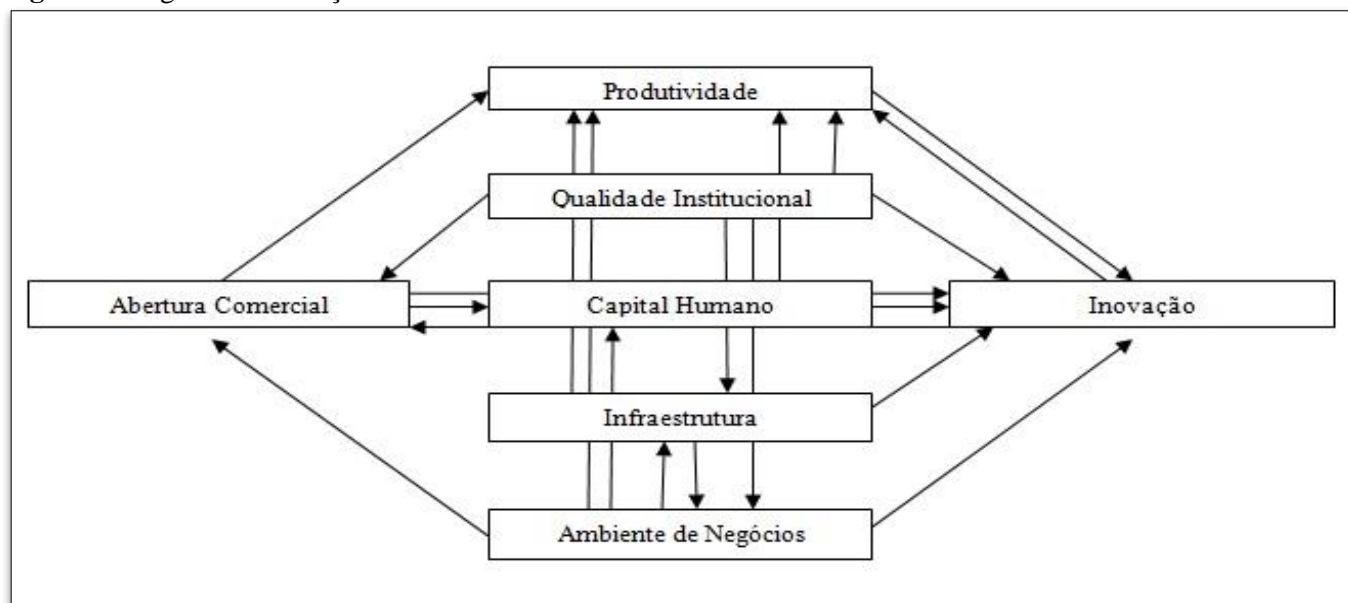 Produtividade
Qualidade Institucional
Abertura Comercial
Capital Humano
Inovação
Infraestrutura
Ambiente de Negócios